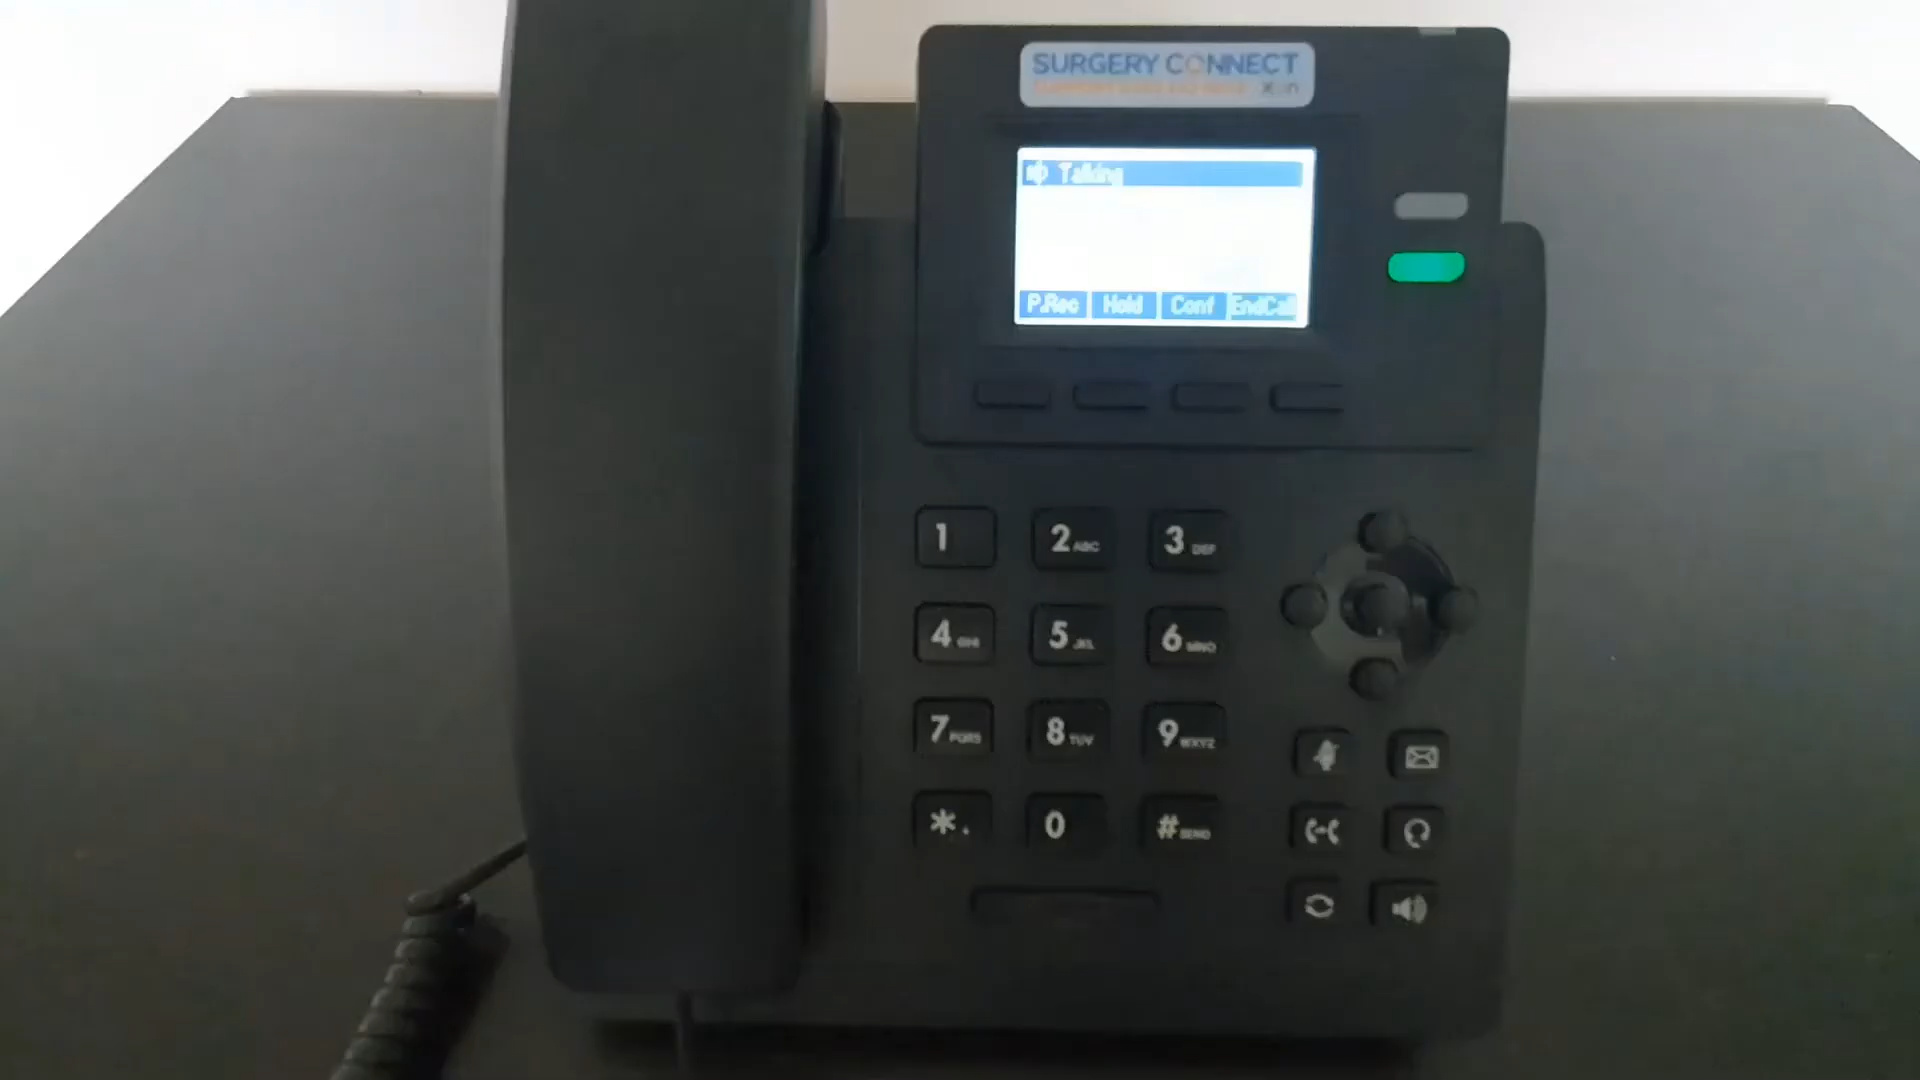 SURGERY CONNECT
Talking
P.Rec Hold Conf EndCall
1 2 ABC 3 DEF
4 GHI 5 JKL 6 MNO
7 PQRS 8 TUV 9 WXYZ
*. 0 # SEND